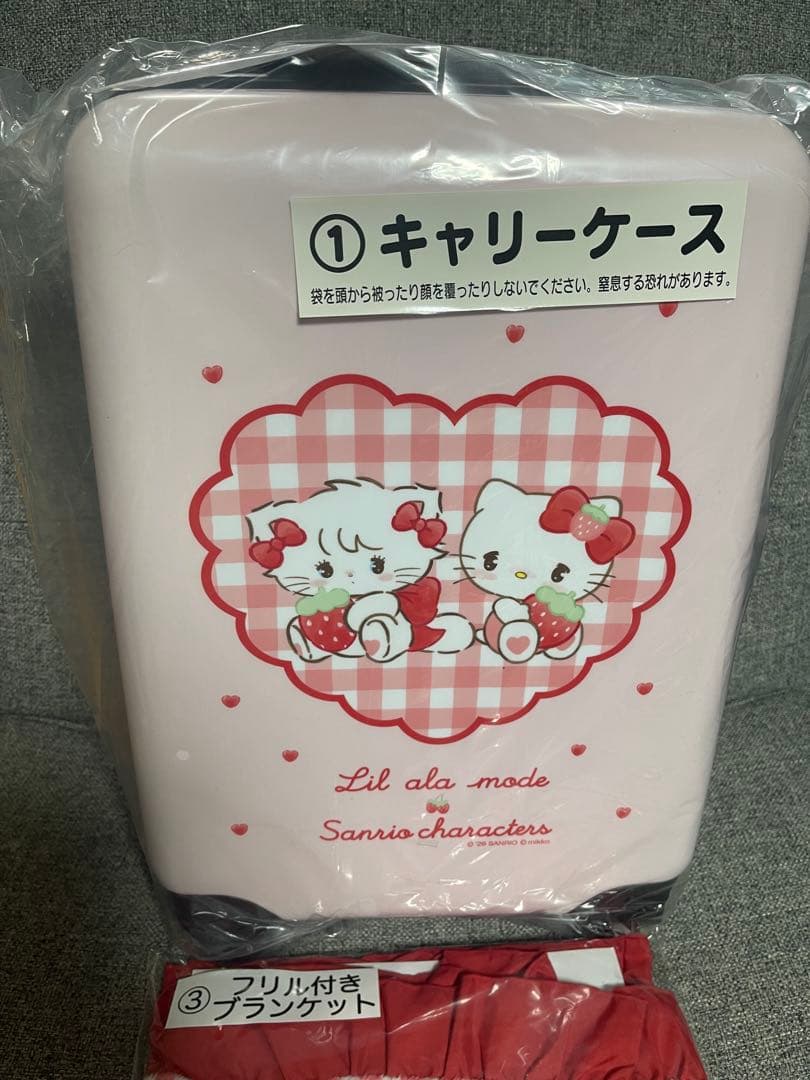 ①キャリーケース
袋を頭から被ったり顔を覆ったりしないでください。窒息する恐れがあります。
Lil ala mode
Sanrio characters
© '26 SANRIO © mikko
③フリル付き
ブランケット